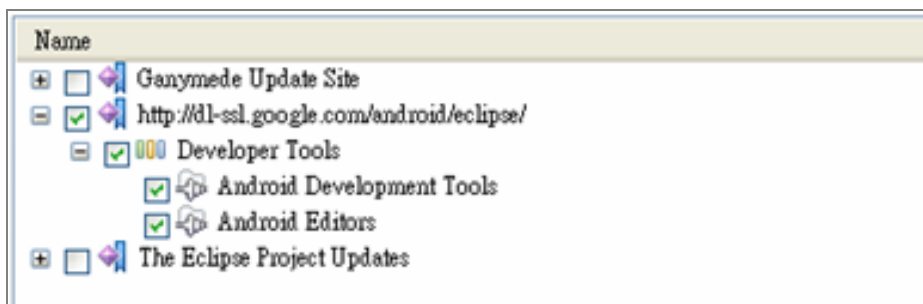 Name
Ganymede Update Site
http://dl-ssl.google.com/android/eclipse/
Developer Tools
Android Development Tools
Android Editors
The Eclipse Project Updates